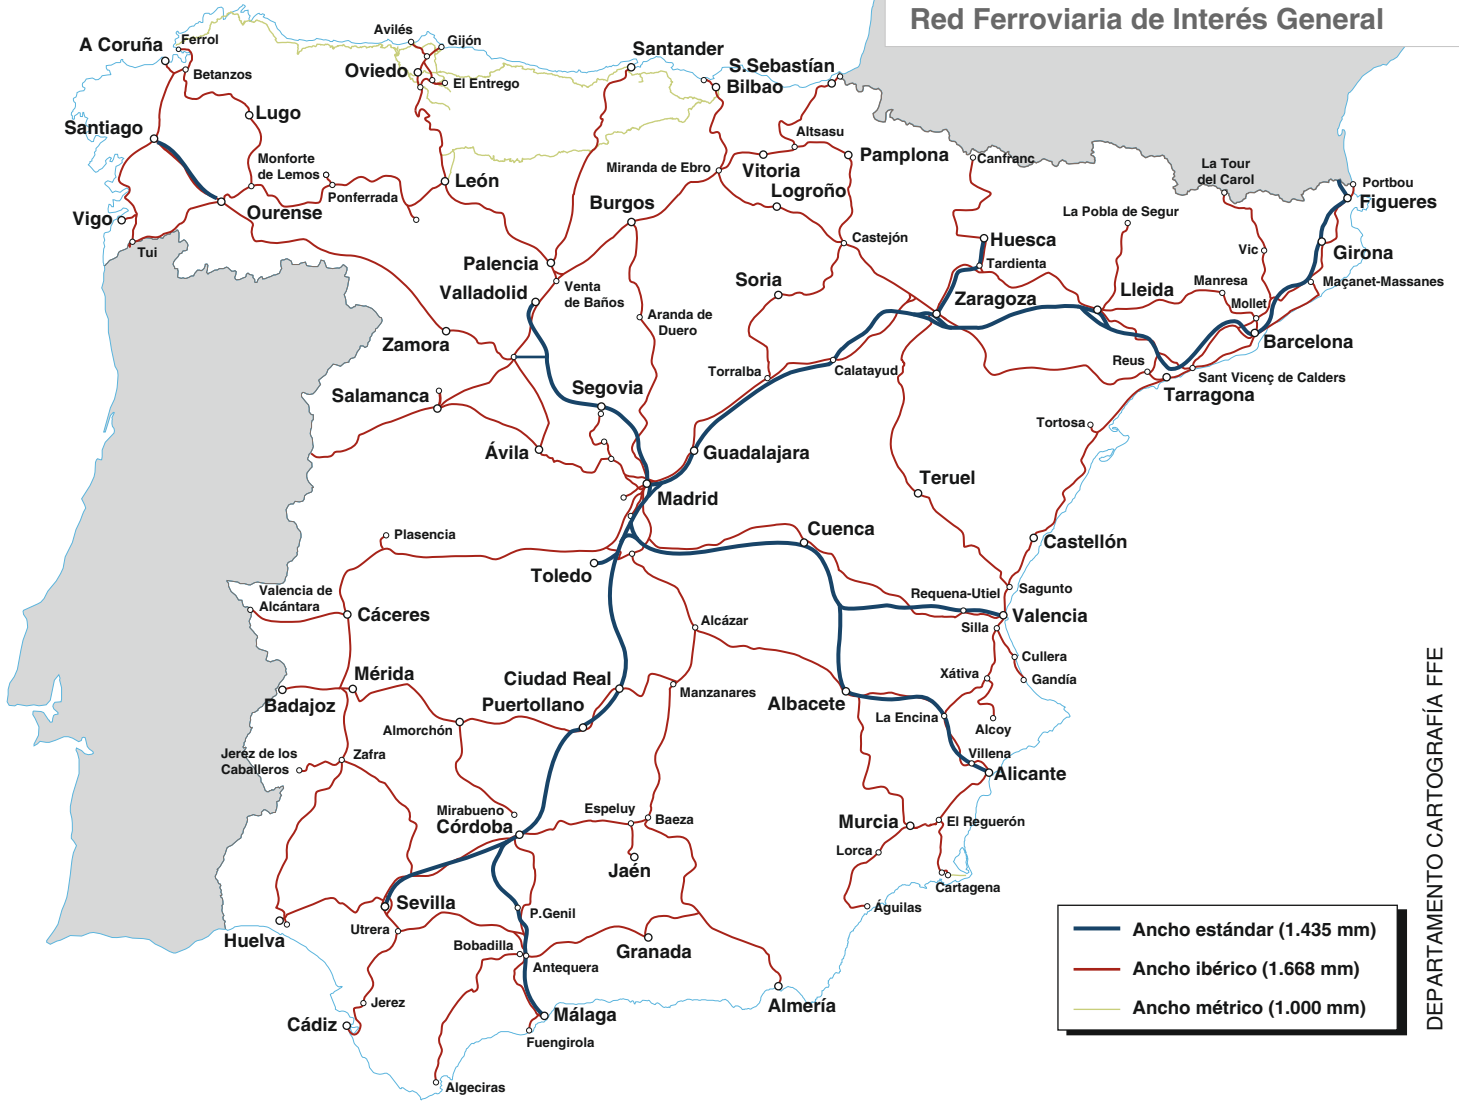 Red Ferroviaria de Interés General
A Coruña
Ferrol
Betanzos
Avilés
Gijón
Oviedo
El Entrego
Santander
S.Sebastían
Bilbao
Lugo
Santiago
Monforte
de Lemos
Ponferrada
León
Ourense
Vigo
Tui
Altsasu
Miranda de Ebro
Vitoria
Pamplona
Logroño
Canfranc
La Tour
del Carol
Portbou
Figueres
Burgos
La Pobla de Segur
Castejón
Huesca
Tardienta
Vic
Girona
Palencia
Valladolid
Venta
de Baños
Soria
Zaragoza
Lleida
Manresa
Mollet
Maçanet-Massanes
Aranda de
Duero
Zamora
Barcelona
Salamanca
Segovia
Torralba
Calatayud
Reus
Sant Vicenç de Calders
Tarragona
Tortosa
Ávila
Guadalajara
Madrid
Teruel
Plasencia
Toledo
Cuenca
Castellón
Valencia de
Alcántara
Cáceres
Sagunto
Requena-Utiel
Valencia
Silla
Alcázar
Cullera
Gandía
Xátiva
Mérida
Badajoz
Ciudad Real
Puertollano
Manzanares
Albacete
La Encina
Alcoy
Almorchón
Villena
Alicante
Jeréz de los
Caballeros
Zafra
Mirabueno
Córdoba
Espeluy
Baeza
Jaén
Murcia
El Reguerón
Lorca
Cartagena
Águilas
Sevilla
Utrera
Huelva
P.Genil
Bobadilla
Antequera
Granada
Jerez
Cádiz
Málaga
Fuengirola
Almería
Algeciras
Ancho estándar (1.435 mm)
Ancho ibérico (1.668 mm)
Ancho métrico (1.000 mm)
DEPARTAMENTO CARTOGRAFÍA FFE